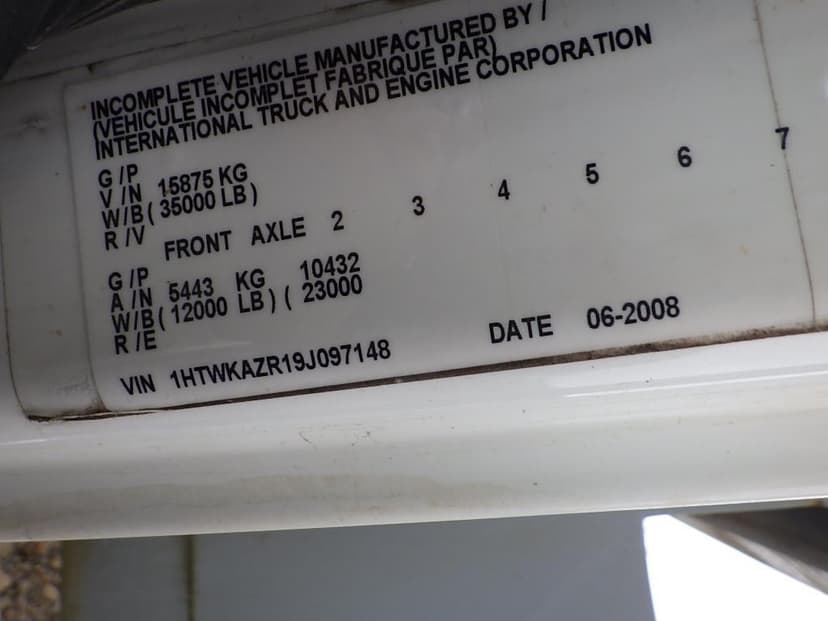 INCOMPLETE VEHICLE MANUFACTURED BY /
(VEHICULE INCOMPLET FABRIQUE PAR)
INTERNATIONAL TRUCK AND ENGINE CORPORATION
G /P
V /N 15875 KG
W/B ( 35000 LB )
R /V
FRONT AXLE 2 3 4 5 6 7
G /P
A /N 5443 KG 10432
W/B ( 12000 LB ) ( 23000
R /E
VIN 1HTWKAZR19J097148 DATE 06-2008